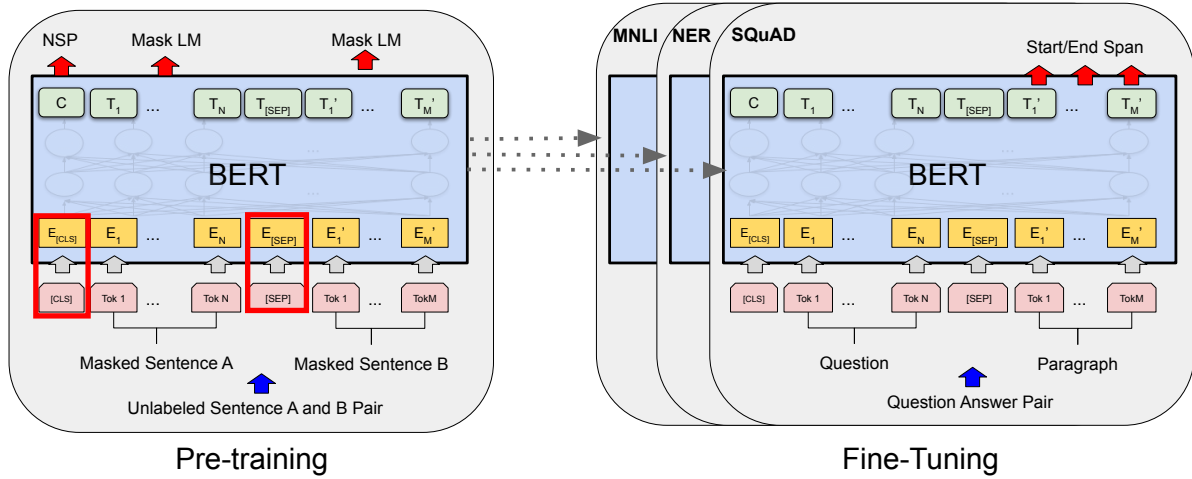 NSP Mask LM Mask LM
C T1 ... TN T[SEP] T1' ... TM'
...
BERT
...
E[CLS] E1 ... EN E[SEP] E1' ... EM'
[CLS] Tok 1 ... Tok N [SEP] Tok 1 ... TokM
Masked Sentence A Masked Sentence B
Unlabeled Sentence A and B Pair
Pre-training
MNLI NER SQuAD
Start/End Span
C T1 ... TN T[SEP] T1' ... TM'
...
BERT
...
E[CLS] E1 ... EN E[SEP] E1' ... EM'
[CLS] Tok 1 ... Tok N [SEP] Tok 1 ... TokM
Question Paragraph
Question Answer Pair
Fine-Tuning